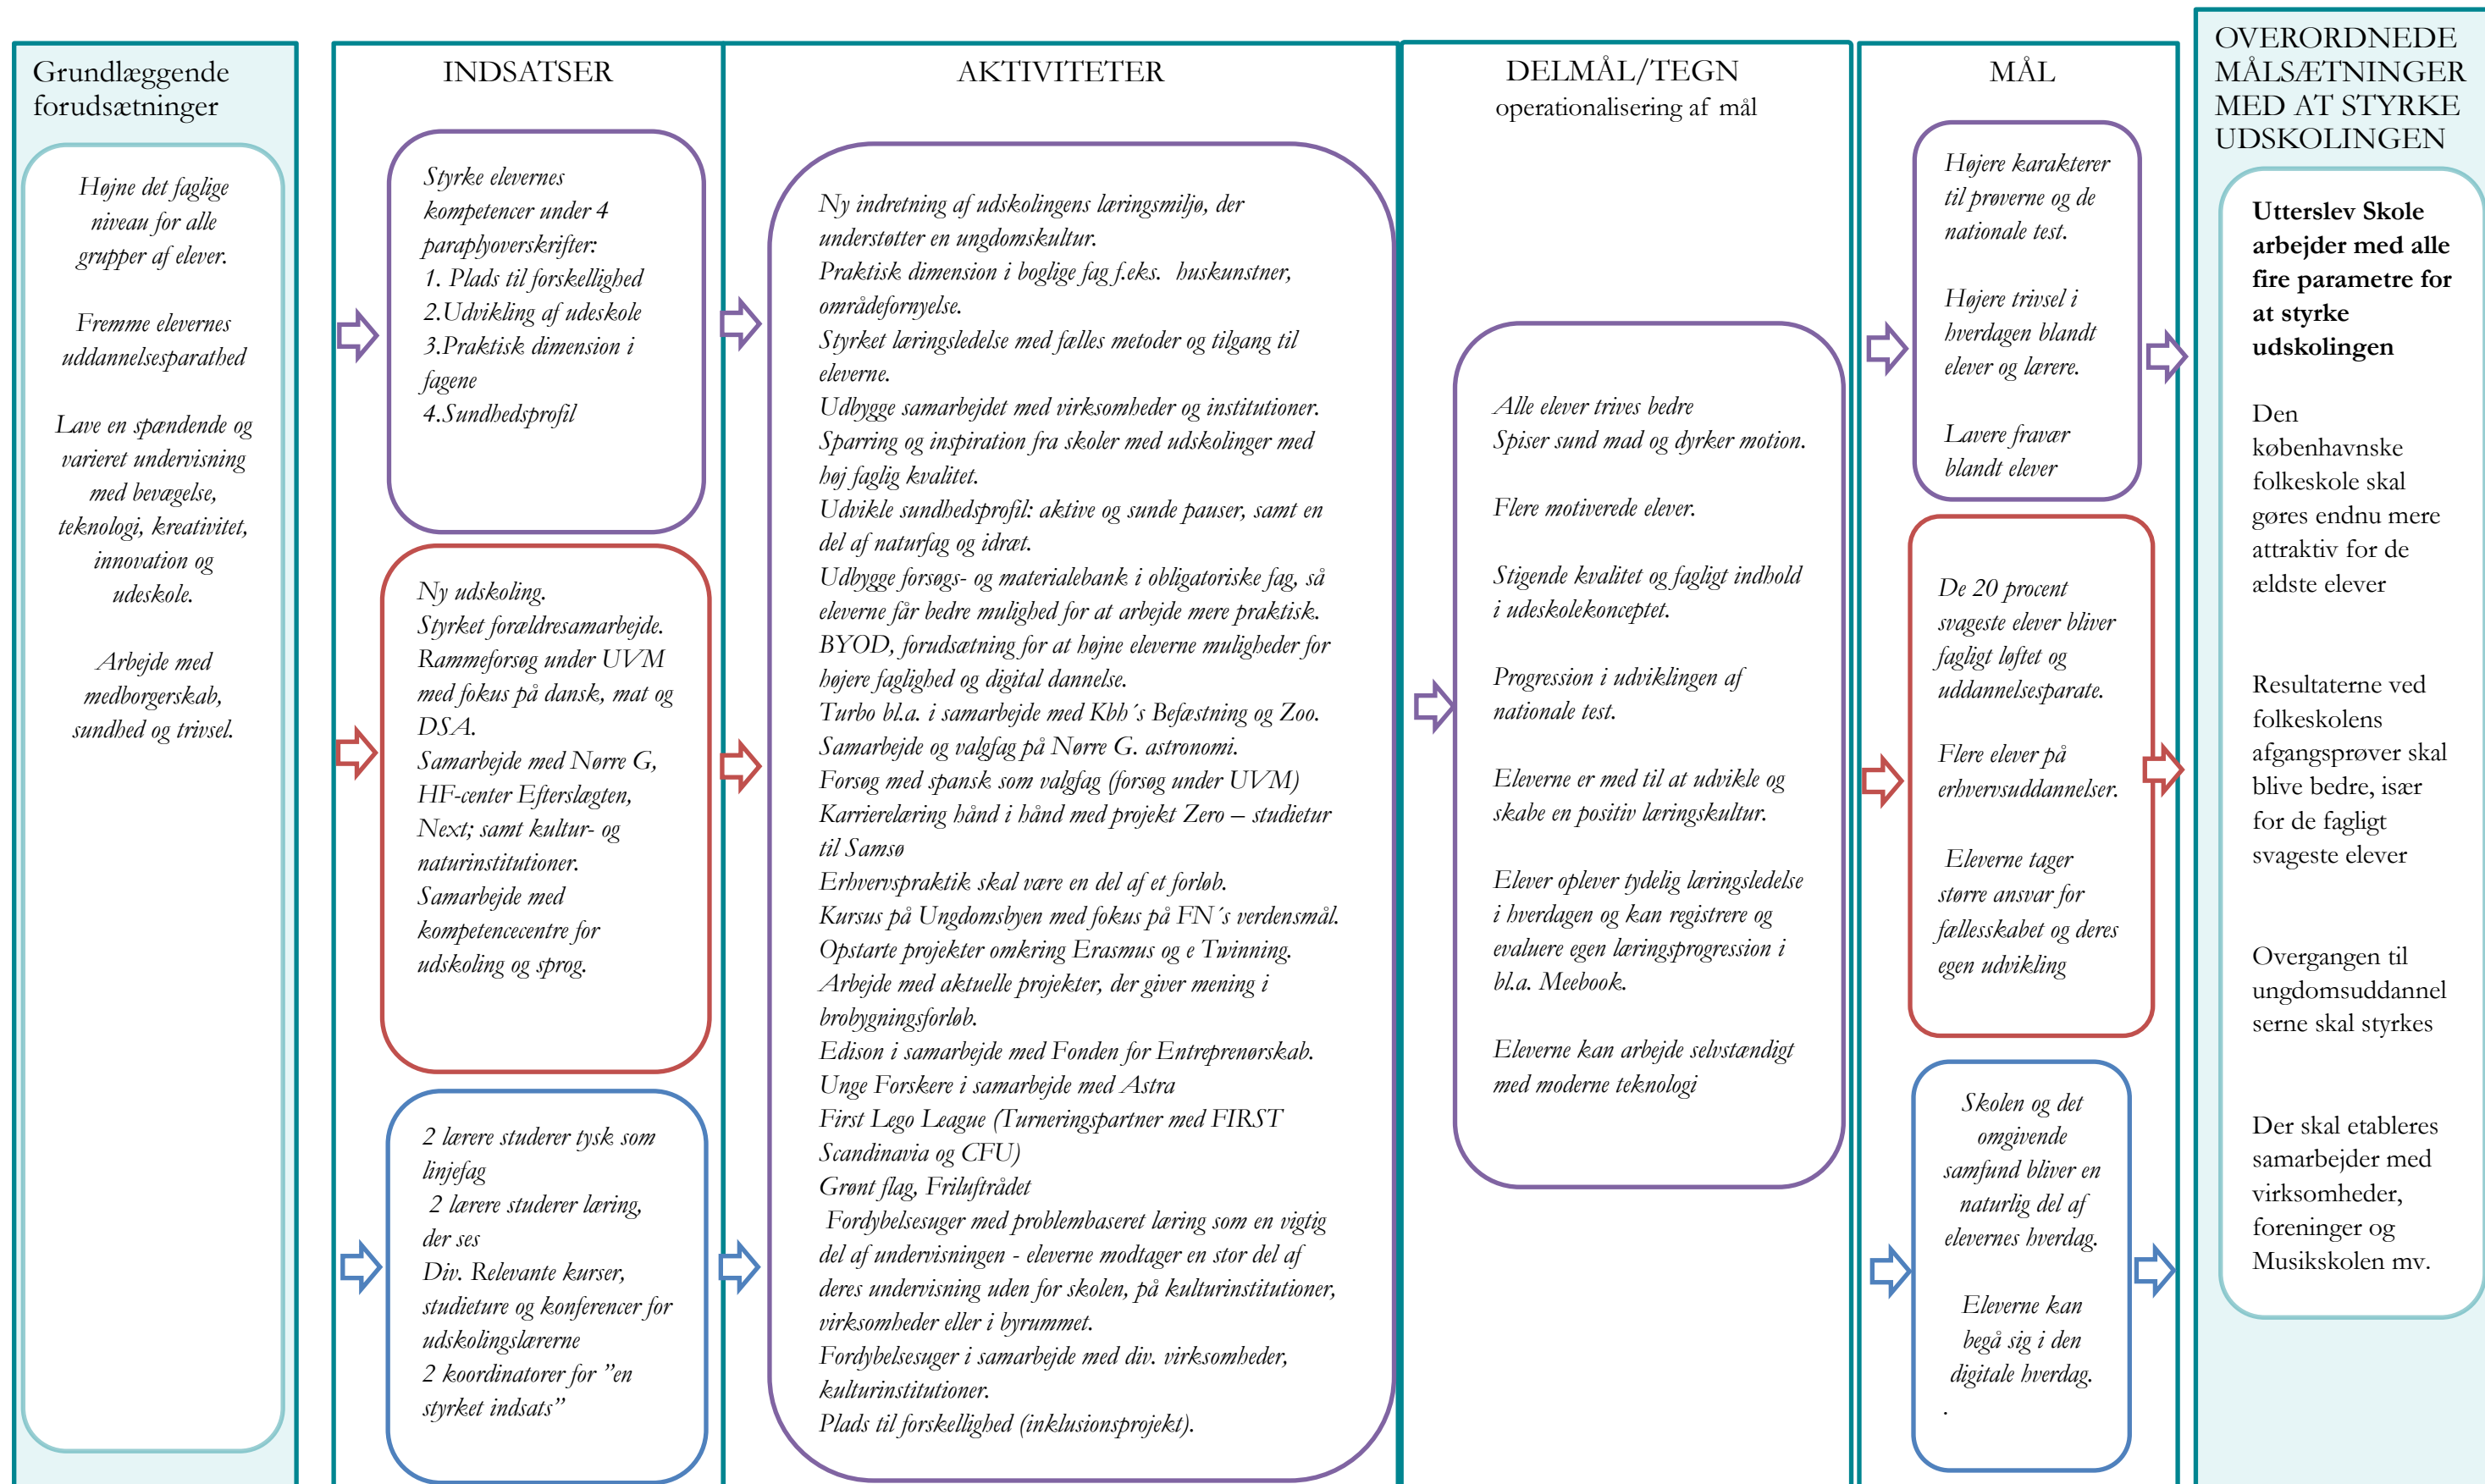 Grundlæggende
forudsætninger
Højne det faglige
niveau for alle
grupper af elever.
Fremme elevernes
uddannelsesparathed
Lave en spændende og
varieret undervisning
med bevægelse,
teknologi, kreativitet,
innovation og
udeskole.
Arbejde med
medborgerskab,
sundhed og trivsel.
INDSATSER
Styrke elevernes
kompetencer under 4
paraplyoverskrifter:
1. Plads til forskellighed
2.Udvikling af udeskole
3.Praktisk dimension i
fagene
4.Sundhedsprofil
Ny udskoling.
Styrket forældresamarbejde.
Rammeforsøg under UVM
med fokus på dansk, mat og
DSA.
Samarbejde med Nørre G,
HF-center Efterslægten,
Next; samt kultur- og
naturinstitutioner.
Samarbejde med
kompetencecentre for
udskoling og sprog.
2 lærere studerer tysk som
linjefag
2 lærere studerer læring,
der ses
Div. Relevante kurser,
studieture og konferencer for
udskolingslærerne
2 koordinatorer for ”en
styrket indsats”
AKTIVITETER
Ny indretning af udskolingens læringsmiljø, der
understøtter en ungdomskultur.
Praktisk dimension i boglige fag f.eks. huskunstner,
områdefornyelse.
Styrket læringsledelse med fælles metoder og tilgang til
eleverne.
Udbygge samarbejdet med virksomheder og institutioner.
Sparring og inspiration fra skoler med udskolinger med
høj faglig kvalitet.
Udvikle sundhedsprofil: aktive og sunde pauser, samt en
del af naturfag og idræt.
Udbygge forsøgs- og materialebank i obligatoriske fag, så
eleverne får bedre mulighed for at arbejde mere praktisk.
BYOD, forudsætning for at højne eleverne muligheder for
højere faglighed og digital dannelse.
Turbo bl.a. i samarbejde med Kbh´s Befæstning og Zoo.
Samarbejde og valgfag på Nørre G. astronomi.
Forsøg med spansk som valgfag (forsøg under UVM)
Karrierelæring hånd i hånd med projekt Zero – studietur
til Samsø
Erhvervspraktik skal være en del af et forløb.
Kursus på Ungdomsbyen med fokus på FN´s verdensmål.
Opstarte projekter omkring Erasmus og e Twinning.
Arbejde med aktuelle projekter, der giver mening i
brobygningsforløb.
Edison i samarbejde med Fonden for Entreprenørskab.
Unge Forskere i samarbejde med Astra
First Lego League (Turneringspartner med FIRST
Scandinavia og CFU)
Grønt flag, Friluftrådet
Fordybelsesuger med problembaseret læring som en vigtig
del af undervisningen - eleverne modtager en stor del af
deres undervisning uden for skolen, på kulturinstitutioner,
virksomheder eller i byrummet.
Fordybelsesuger i samarbejde med div. virksomheder,
kulturinstitutioner.
Plads til forskellighed (inklusionsprojekt).
DELMÅL/TEGN
operationalisering af mål
Alle elever trives bedre
Spiser sund mad og dyrker motion.
Flere motiverede elever.
Stigende kvalitet og fagligt indhold
i udeskolekonceptet.
Progression i udviklingen af
nationale test.
Eleverne er med til at udvikle og
skabe en positiv læringskultur.
Elever oplever tydelig læringsledelse
i hverdagen og kan registrere og
evaluere egen læringsprogression i
bl.a. Meebook.
Eleverne kan arbejde selvstændigt
med moderne teknologi
MÅL
Højere karakterer
til prøverne og de
nationale test.
Højere trivsel i
hverdagen blandt
elever og lærere.
Lavere fravær
blandt elever
De 20 procent
svageste elever bliver
fagligt løftet og
uddannelsesparate.
Flere elever på
erhvervsuddannelser.
Eleverne tager
større ansvar for
fællesskabet og deres
egen udvikling
Skolen og det
omgivende
samfund bliver en
naturlig del af
elevernes hverdag.
Eleverne kan
begå sig i den
digitale hverdag.
.
OVERORDNEDE
MÅLSÆTNINGER
MED AT STYRKE
UDSKOLINGEN
Utterslev Skole
arbejder med alle
fire parametre for
at styrke
udskolingen
Den
københavnske
folkeskole skal
gøres endnu mere
attraktiv for de
ældste elever
Resultaterne ved
folkeskolens
afgangsprøver skal
blive bedre, især
for de fagligt
svageste elever
Overgangen til
ungdomsuddannel
serne skal styrkes
Der skal etableres
samarbejder med
virksomheder,
foreninger og
Musikskolen mv.